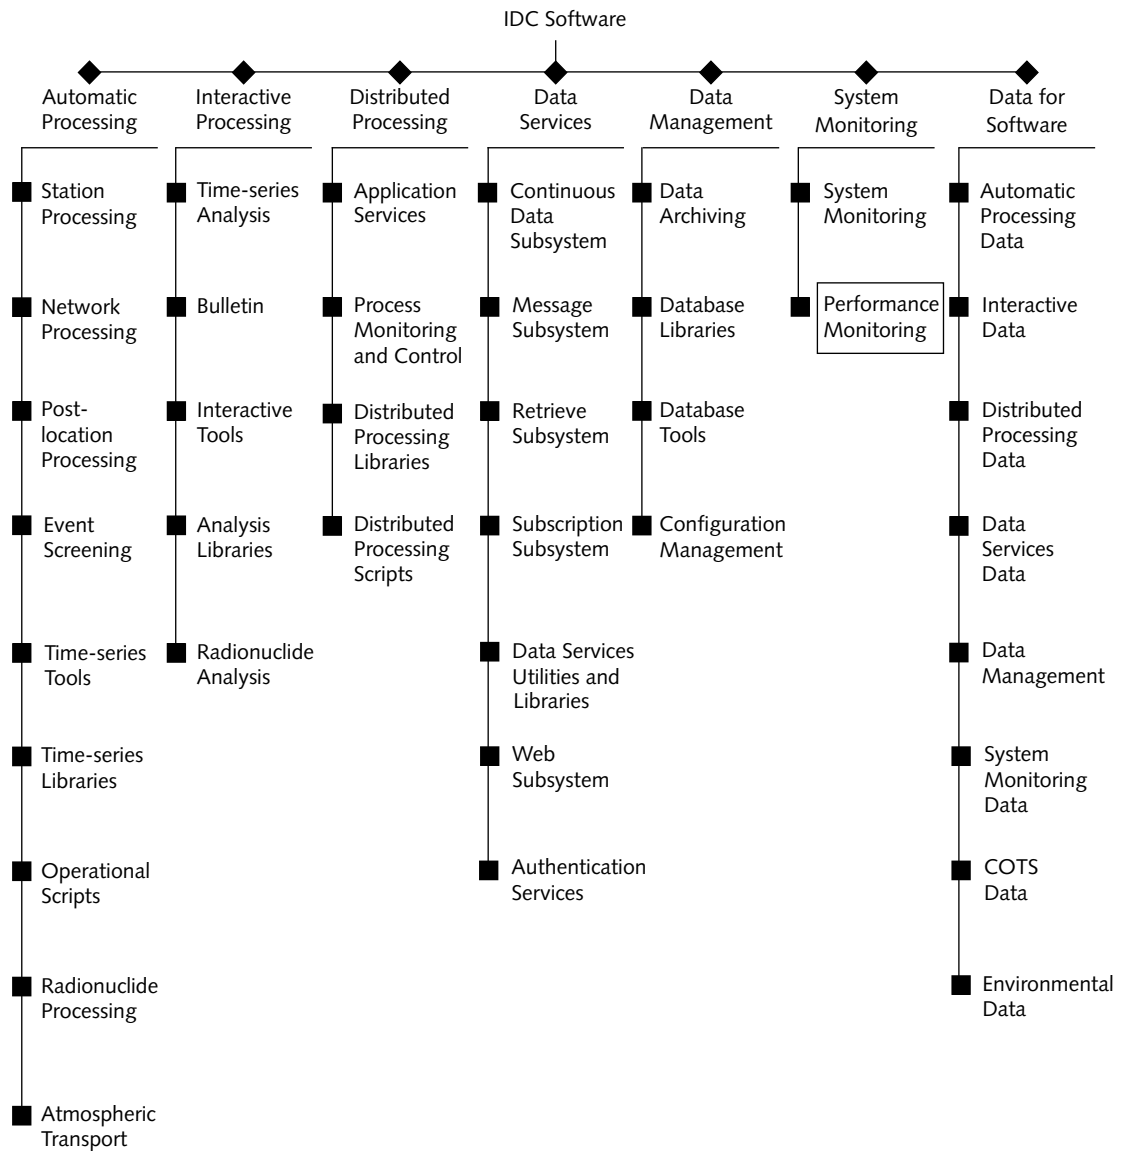 IDC Software
Automatic
Processing
Interactive
Processing
Distributed
Processing
Data
Services
Data
Management
System
Monitoring
Data for
Software
Station
Processing
Network
Processing
Post-
location
Processing
Event
Screening
Time-series
Tools
Time-series
Libraries
Operational
Scripts
Radionuclide
Processing
Atmospheric
Transport
Time-series
Analysis
Bulletin
Interactive
Tools
Analysis
Libraries
Radionuclide
Analysis
Application
Services
Process
Monitoring
and Control
Distributed
Processing
Libraries
Distributed
Processing
Scripts
Continuous
Data
Subsystem
Message
Subsystem
Retrieve
Subsystem
Subscription
Subsystem
Data Services
Utilities and
Libraries
Web
Subsystem
Authentication
Services
Data
Archiving
Database
Libraries
Database
Tools
Configuration
Management
System
Monitoring
Performance
Monitoring
Automatic
Processing
Data
Interactive
Data
Distributed
Processing
Data
Data
Services
Data
Data
Management
System
Monitoring
Data
COTS
Data
Environmental
Data